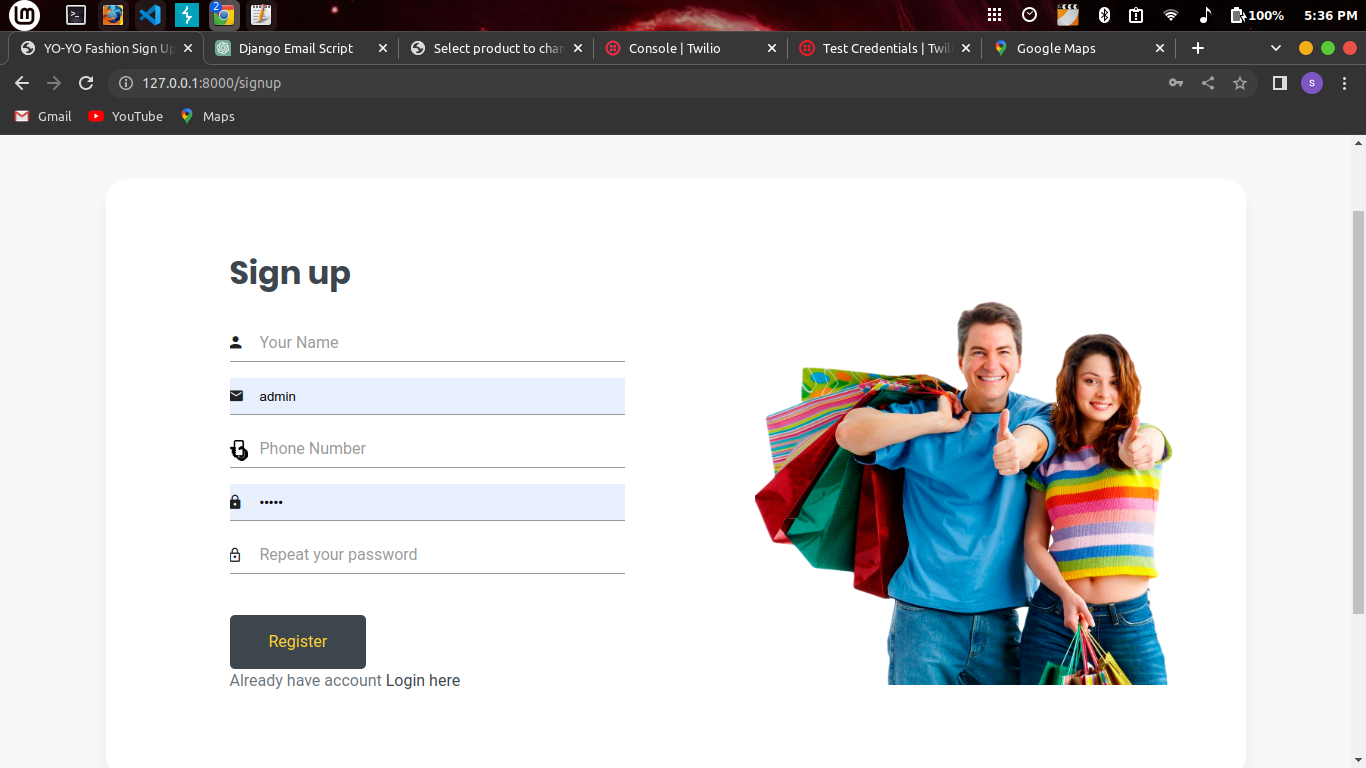 100% 5:36 PM
YO-YO Fashion Sign Up
Django Email Script
Select product to chan
Console | Twilio
Test Credentials | Twil
Google Maps
127.0.0.1:8000/signup
S
Gmail YouTube Maps
Sign up
Your Name
admin
Phone Number
•••••
Repeat your password
Register
Already have account Login here